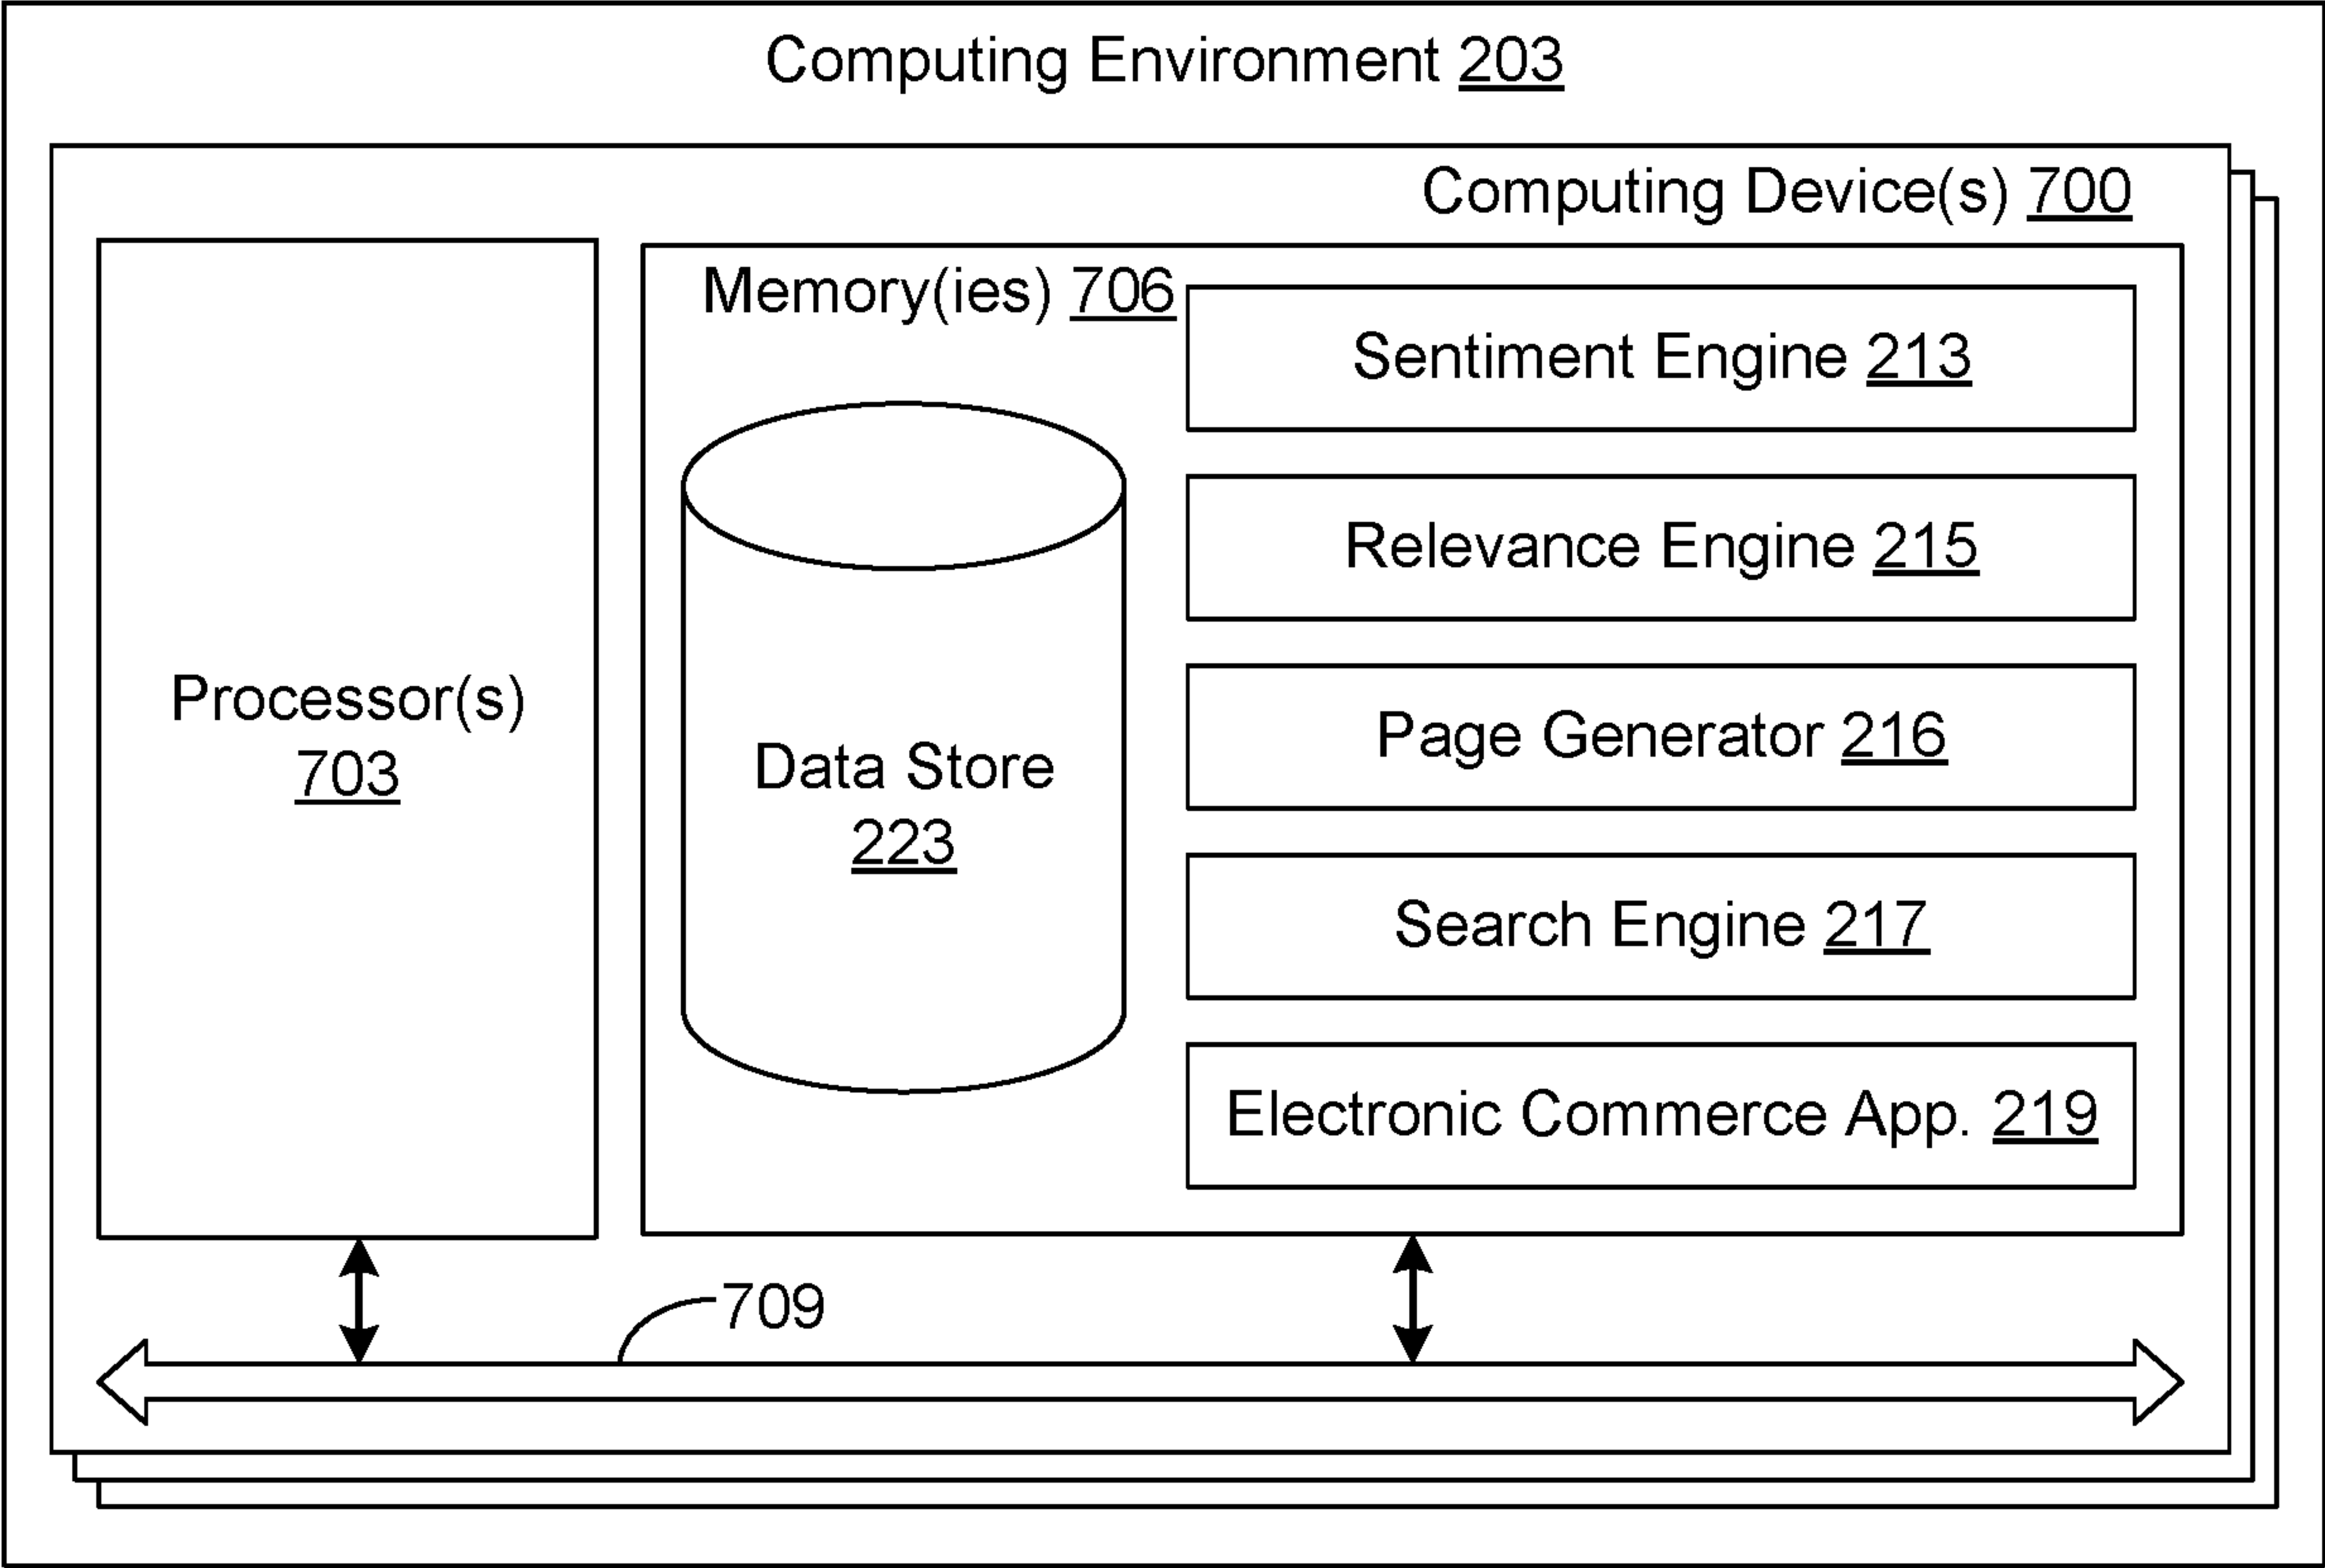 Computing Environment 203
Computing Device(s) 700
Processor(s)
703
Memory(ies) 706
Data Store
223
Sentiment Engine 213
Relevance Engine 215
Page Generator 216
Search Engine 217
Electronic Commerce App. 219
709